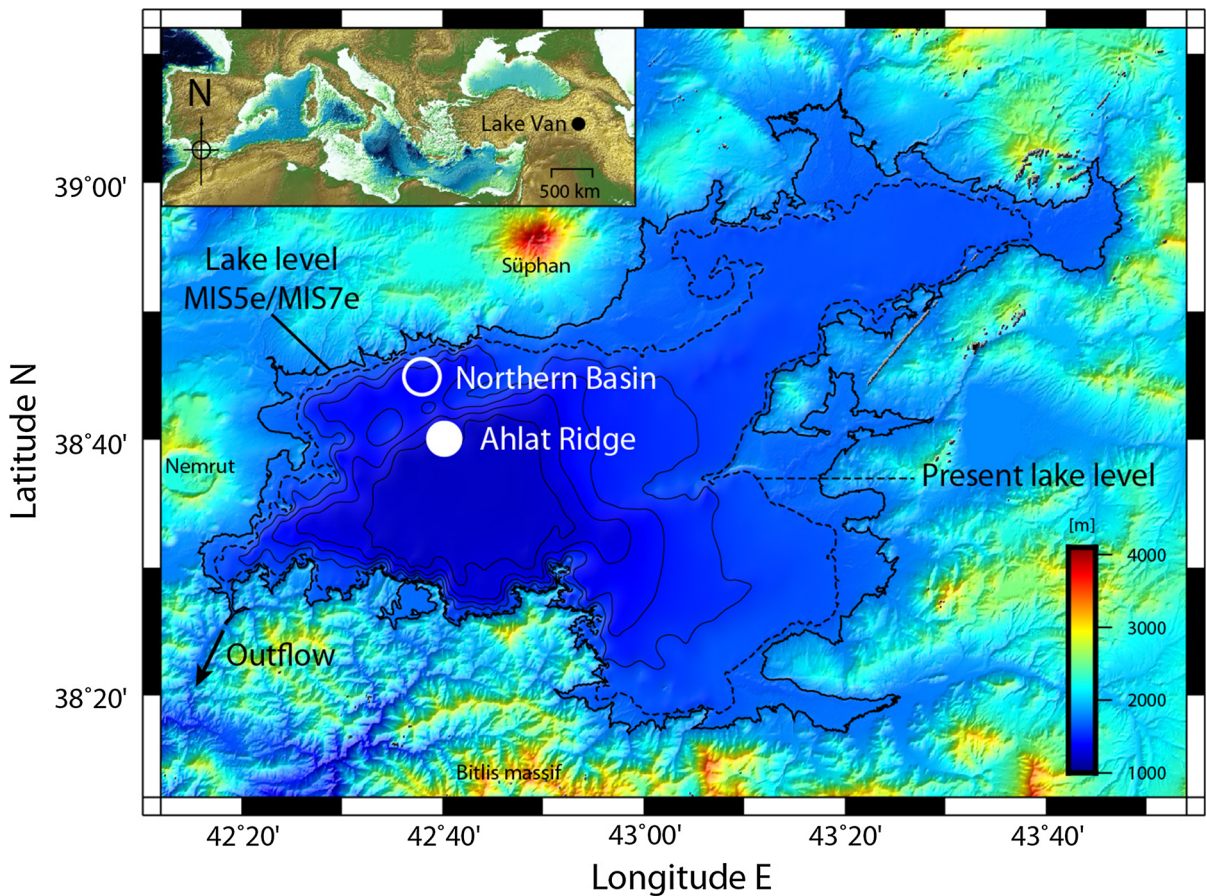 N
Lake Van
500 km
39°00'
Süphan
Lake level
MIS5e/MIS7e
Northern Basin
Ahlat Ridge
38°40'
Nemrut
Present lake level
[m]
4000
3000
2000
1000
Outflow
38°20'
Bitlis massif
Latitude N
42°20'
42°40'
43°00'
43°20'
43°40'
Longitude E